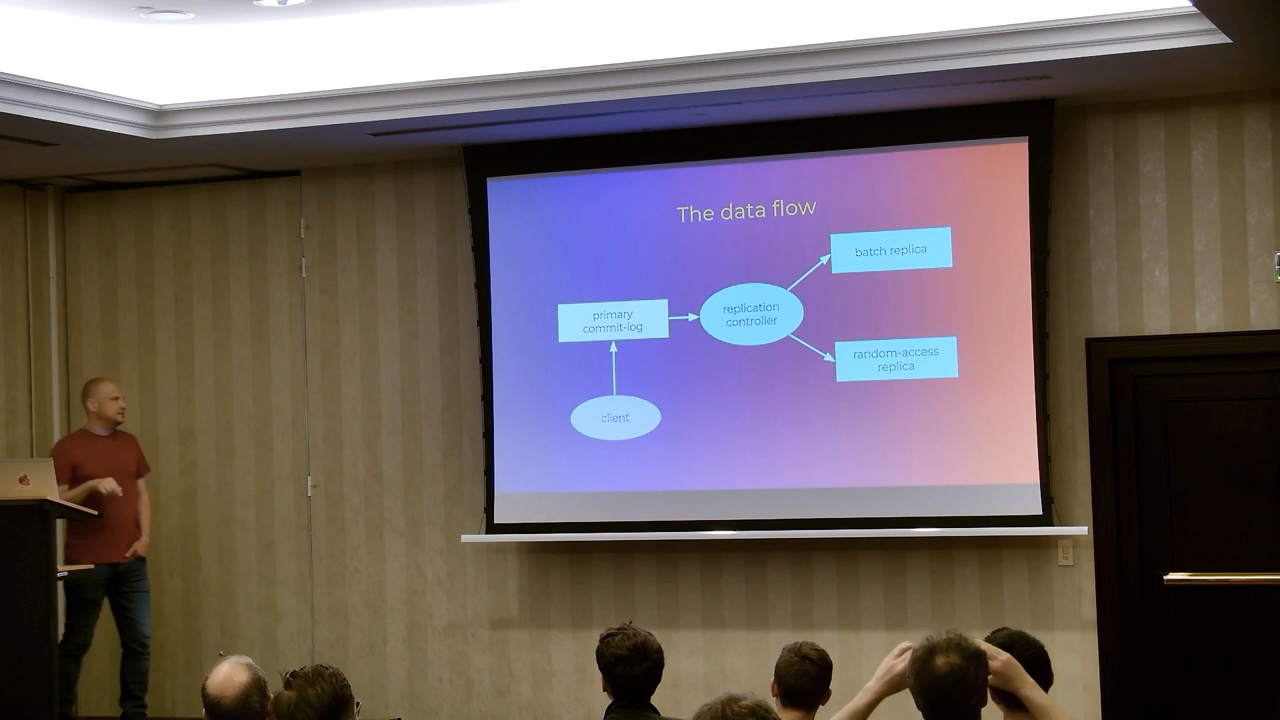 The data flow
batch replica
primary
commit-log
replication
controller
random-access
replica
client